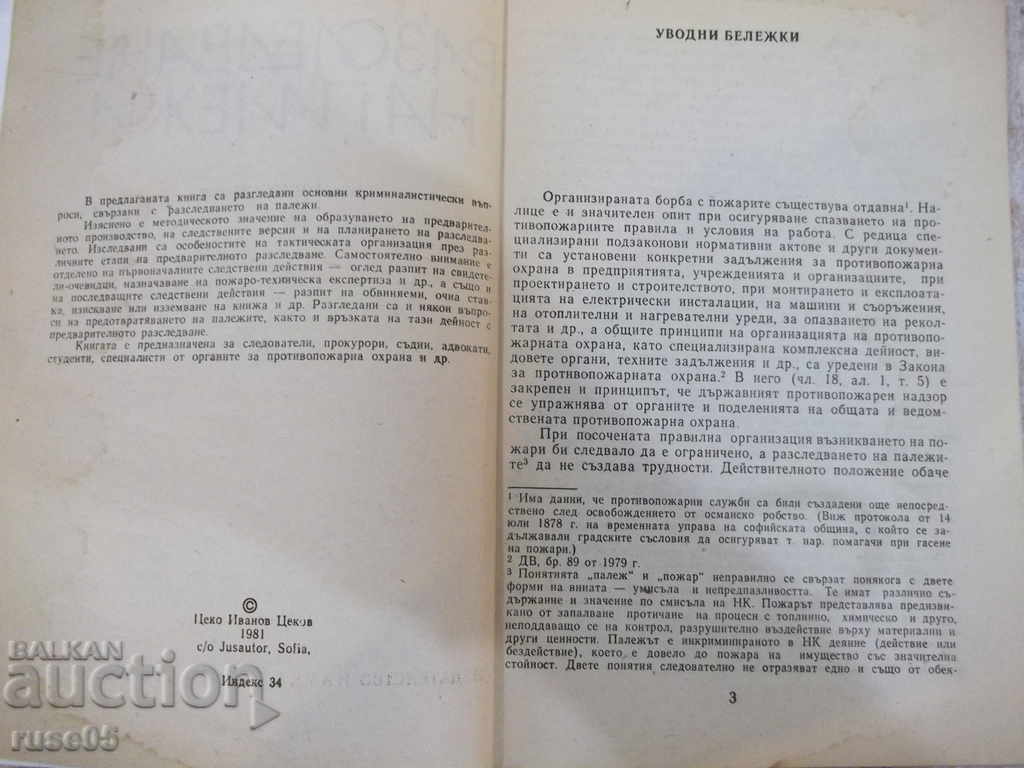 В предлаганата книга са разгледани основни криминалистически въп-
роси, свързани с разследването на палежи.
Изяснено е методическото значение на образуването на предварител-
ното производство, на следствените версии и на планирането на разследва-
нето. Изследвани са особеностите на тактическата организация през раз-
личните етапи на предварителното разследване. Самостоятелно внимание е
отделено на първоначалните следствени действия — оглед разпит на свидете-
ли-очевидци, назначаване на пожаро-техническа експертиза и др., а също и
на последващите следствени действия — разпит на обвиняеми, очна став-
ка, изискване или изземване на книжа и др. Разгледани са и някои въпро-
си на предотвратяването на палежите, както и връзката на тази дейност с
предварителното разследване.
Книгата е предназначена за следователи, прокурори, съдии, адвокати,
студенти, специалисти от органите за противопожарна охрана и др.
©
Цеко Иванов Цеков
1981
c/o Jusautor, Sofia,
Индекс 34
УВОДНИ БЕЛЕЖКИ
Организираната борба с пожарите съществува отдавна¹. На-
лице е и значителен опит при осигуряване спазването на про-
тивопожарните правила и условия на работа. С редица спе-
циализирани подзаконови нормативни актове и други докумен-
ти са установени конкретни задължения за противопожарна
охрана в предприятията, учрежденията и организациите, при
проектирането и строителството, при монтирането и експлоата-
цията на електрически инсталации, на машини и съоръжения,
на отоплителни и нагревателни уреди, за опазването на рекол-
тата и др., а общите принципи на организацията на противопо-
жарната охрана, като специализирана комплексна дейност, ви-
довете органи, техните задължения и др., са уредени в Закона
за противопожарната охрана.² В него (чл. 18, ал. 1, т. 5) е
закрепен и принципът, че държавният противопожарен надзор
се упражнява от органите и поделенията на общата и ведом-
ствената противопожарна охрана.
При посочената правилна организация възникването на по-
жари би следвало да е ограничено, а разследването на палежи-
те³ да не създава трудности. Действителното положение обаче
¹ Има данни, че противопожарни служби са били създадени още непосред-
ствено след освобождението от османско робство. (Виж протокола от 14
юли 1878 г. на временната управа на софийската община, с който се за-
дължавали градските съсловия да осигуряват т. нар. помагачи при гасене
на пожари.)
² ДВ, бр. 89 от 1979 г.
³ Понятията „палеж“ и „пожар“ неправилно се свързат понякога с двете
форми на вината — умисъла и непредпазливостта. Те имат различно съ-
държание и значение по смисъла на НК. Пожарът представлява предизви-
кано от запалване протичане на процеси с топлинно, химическо и друго,
неподдаващо се на контрол, разрушително въздействие върху материални и
други ценности. Палежът е инкриминираното в НК деяние (действие или
бездействие), което е довело до пожара на имущество със значителна
стойност. Двете понятия следователно не отразяват едно и също от обек-
3
BALKAN
auction
ruse05